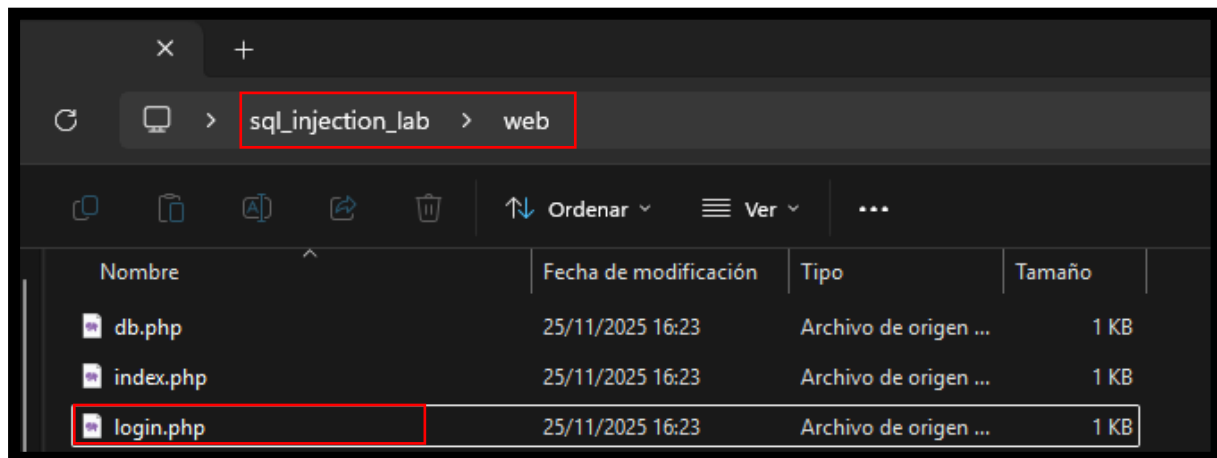 sql_injection_lab > web
Ordenar Ver
Nombre Fecha de modificación Tipo Tamaño
db.php 25/11/2025 16:23 Archivo de origen ... 1 KB
index.php 25/11/2025 16:23 Archivo de origen ... 1 KB
login.php 25/11/2025 16:23 Archivo de origen ... 1 KB